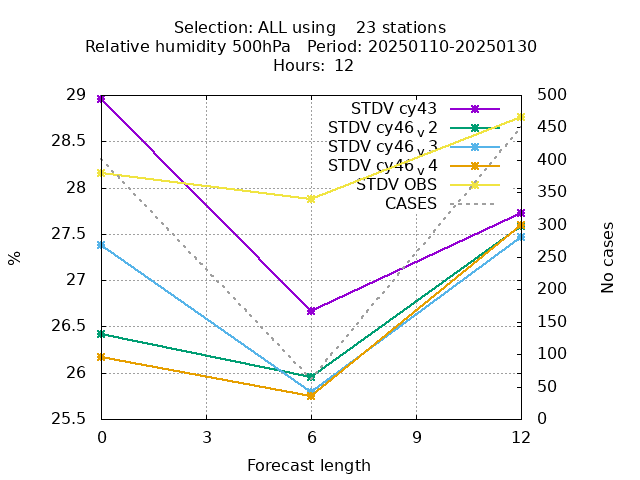 Selection: ALL using    23 stations
Relative humidity 500hPa   Period: 20250110-20250130
Hours: 12
29
28.5
28
27.5
27
26.5
26
25.5
%
STDV cy43
STDV cy46_v2
STDV cy46_v3
STDV cy46_v4
STDV OBS
CASES
500
450
400
350
300
250
200
150
100
50
0
No cases
0 3 6 9 12
Forecast length